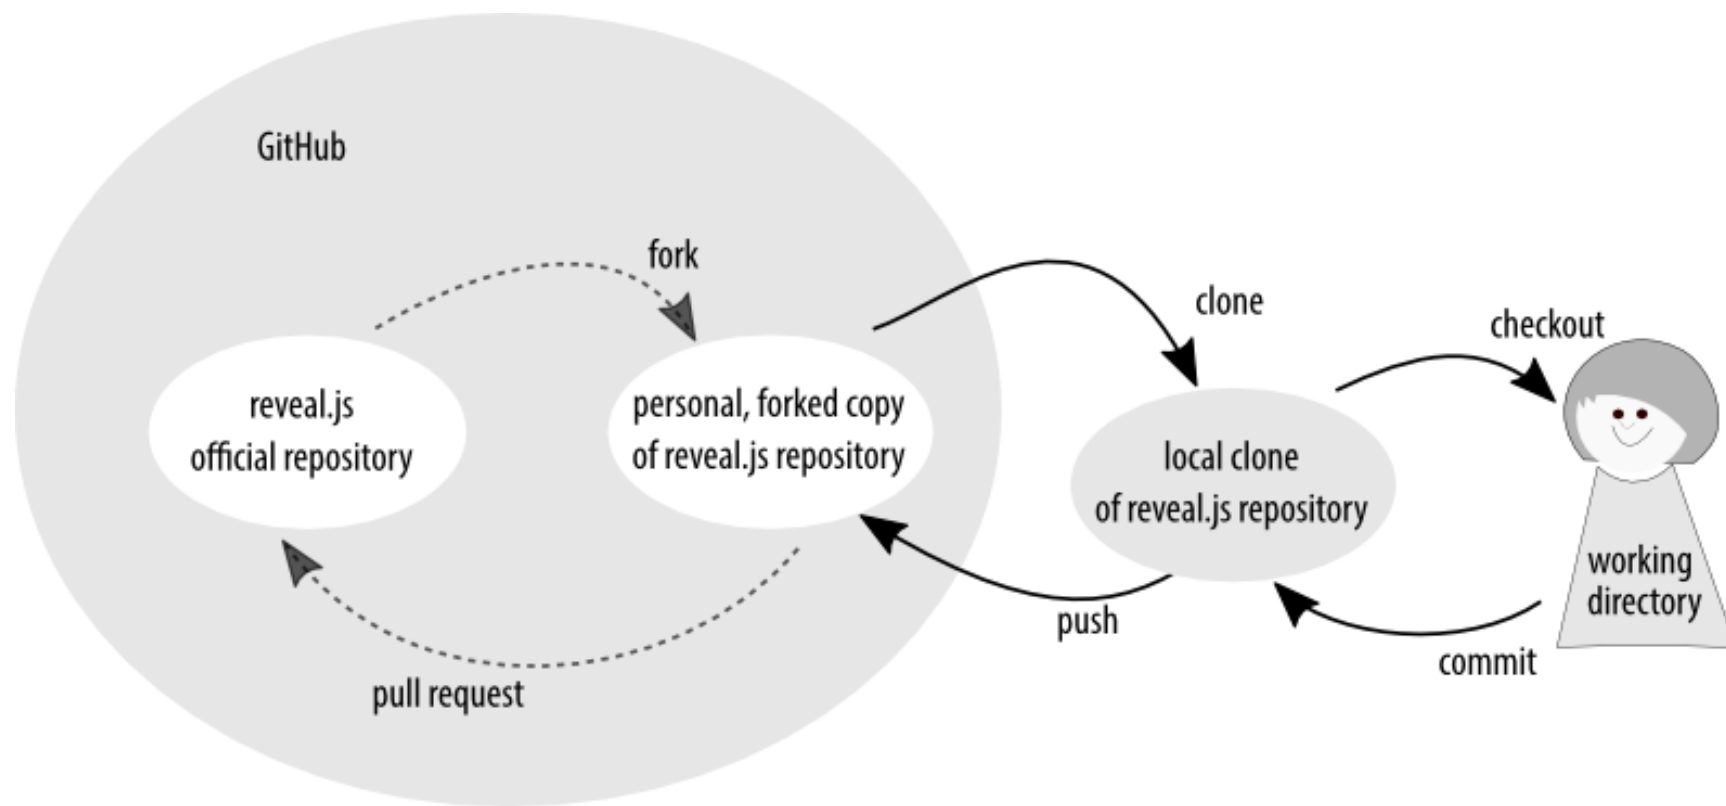 GitHub
fork
clone
checkout
reveal.js
official repository
personal, forked copy
of reveal.js repository
local clone
of reveal.js repository
working
directory
push
commit
pull request